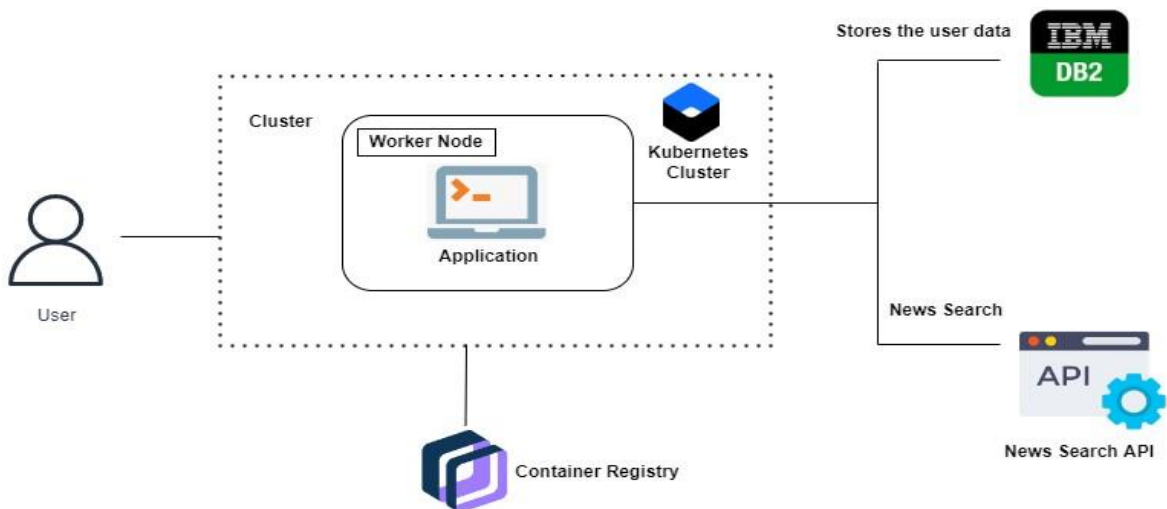 Stores the user data
IBM
DB2
Cluster
Worker Node
Kubernetes
Cluster
Application
User
News Search
API
News Search API
Container Registry